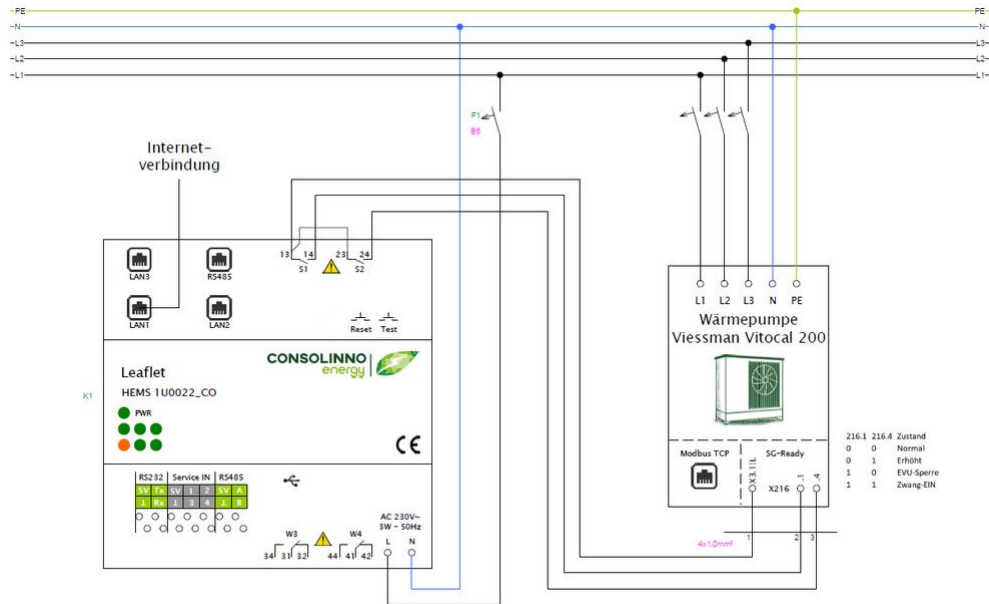 PE PE
N N
L3 L3
L2 L2
L1 L1
F1
B0
Internet-
verbindung
13 14 23 24
S1 S2
LAN3 RS485
LAN1 LAN2
Reset Test
L1 L2 L3 N PE
Wärmepumpe
Viessman Vitocal 200
CONSOLINNO
energy
Leaflet
HEMS 1U0022_CO
K1
PWR
CE
Modbus TCP SG-Ready
X3.1|L X216 .1 .4
216.1 216.4 Zustand
0 0 Normal
0 1 Erhöht
1 0 EVU-Sperre
1 1 Zwang-EIN
RS232 Service IN RS485
5V Tx 5V 1 2 5V A
⊥ Rx ⊥ 3 4 ⊥ B
AC 230V~
3W - 50Hz
W3 W4 L N
34 31 32 44 41 42
4x1,0mm²
1 2 3